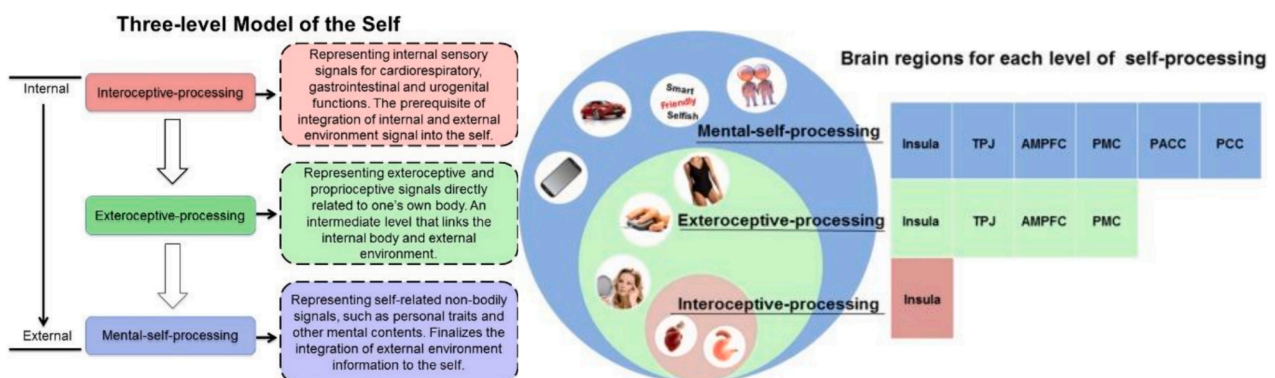 Three-level Model of the Self
Internal
External
Interoceptive-processing
Representing internal sensory
signals for cardiorespiratory,
gastrointestinal and urogenital
functions. The prerequisite of
integration of internal and external
environment signal into the self.
Exteroceptive-processing
Representing exteroceptive and
proprioceptive signals directly
related to one's own body. An
intermediate level that links the
internal body and external
environment.
Mental-self-processing
Representing self-related non-bodily
signals, such as personal traits and
other mental contents. Finalizes the
integration of external environment
information to the self.
Smart
Friendly
Selfish
Mental-self-processing
Exteroceptive-processing
Interoceptive-processing
Brain regions for each level of self-processing
Insula TPJ AMPFC PMC PACC PCC
Insula TPJ AMPFC PMC
Insula